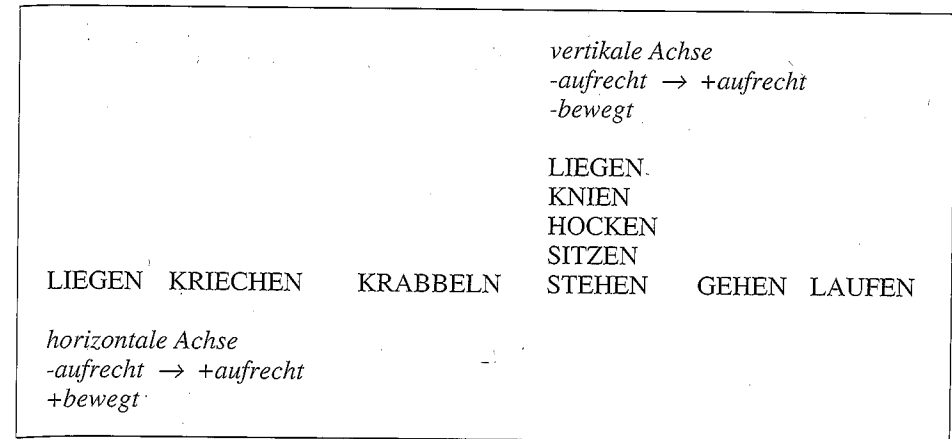 vertikale Achse
-aufrecht → +aufrecht
-bewegt
LIEGEN
KNIEN
HOCKEN
SITZEN
LIEGEN KRIECHEN KRABBELN STEHEN GEHEN LAUFEN
horizontale Achse
-aufrecht → +aufrecht
+bewegt